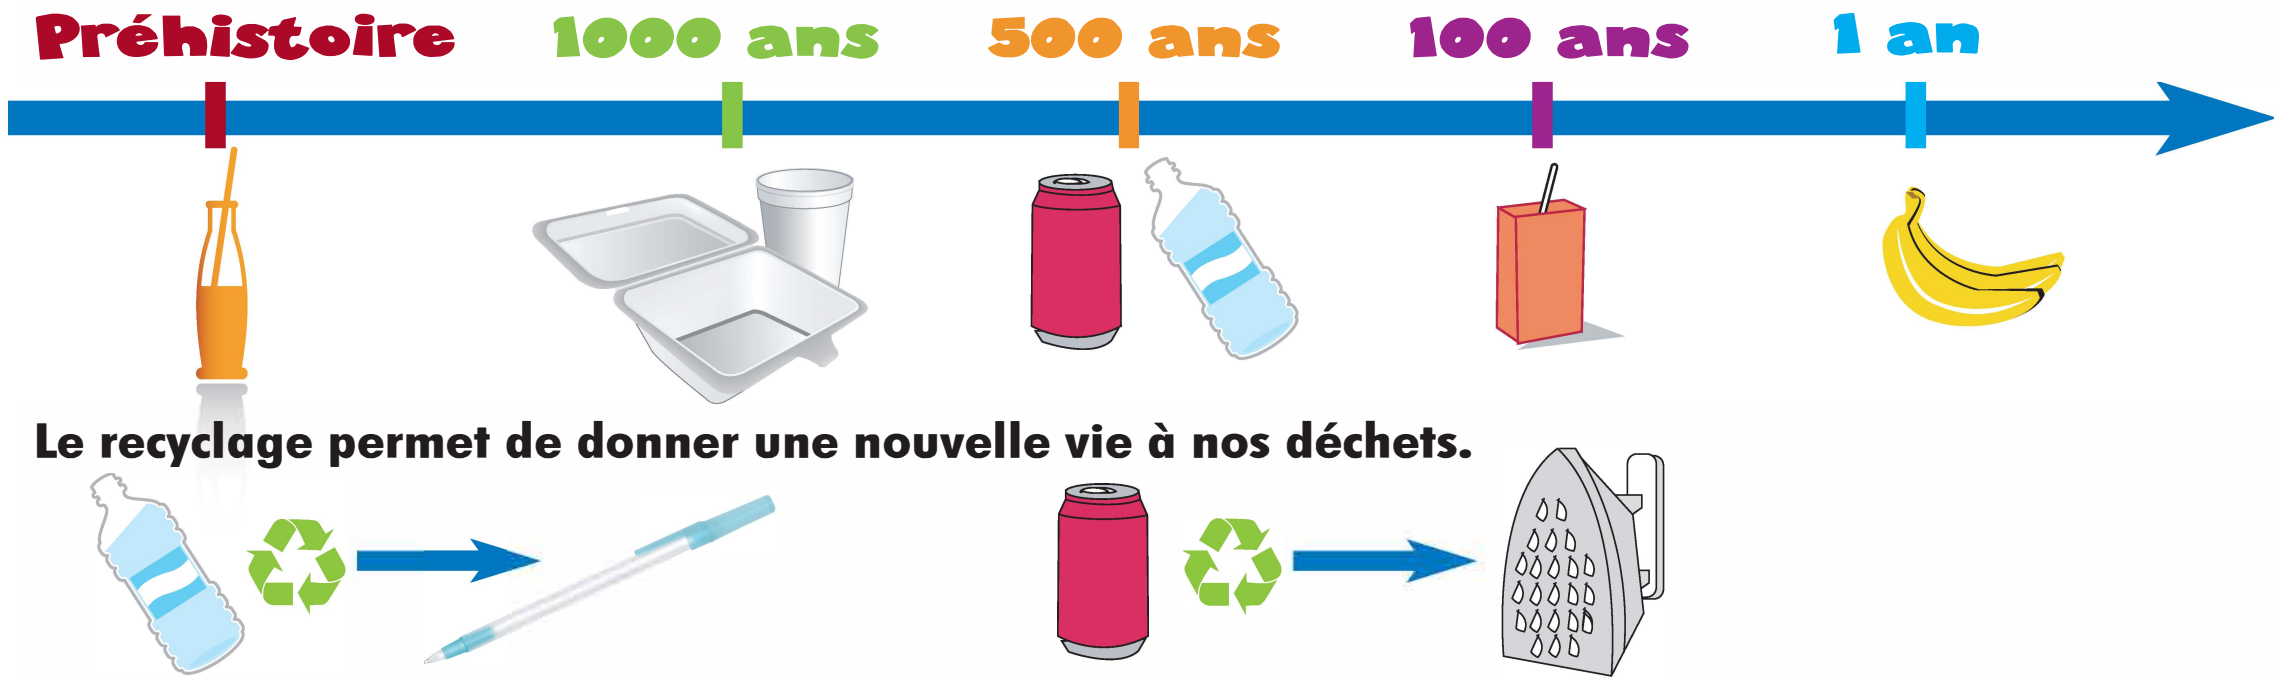 Préhistoire 1000 ans 500 ans 100 ans 1 an
Le recyclage permet de donner une nouvelle vie à nos déchets.